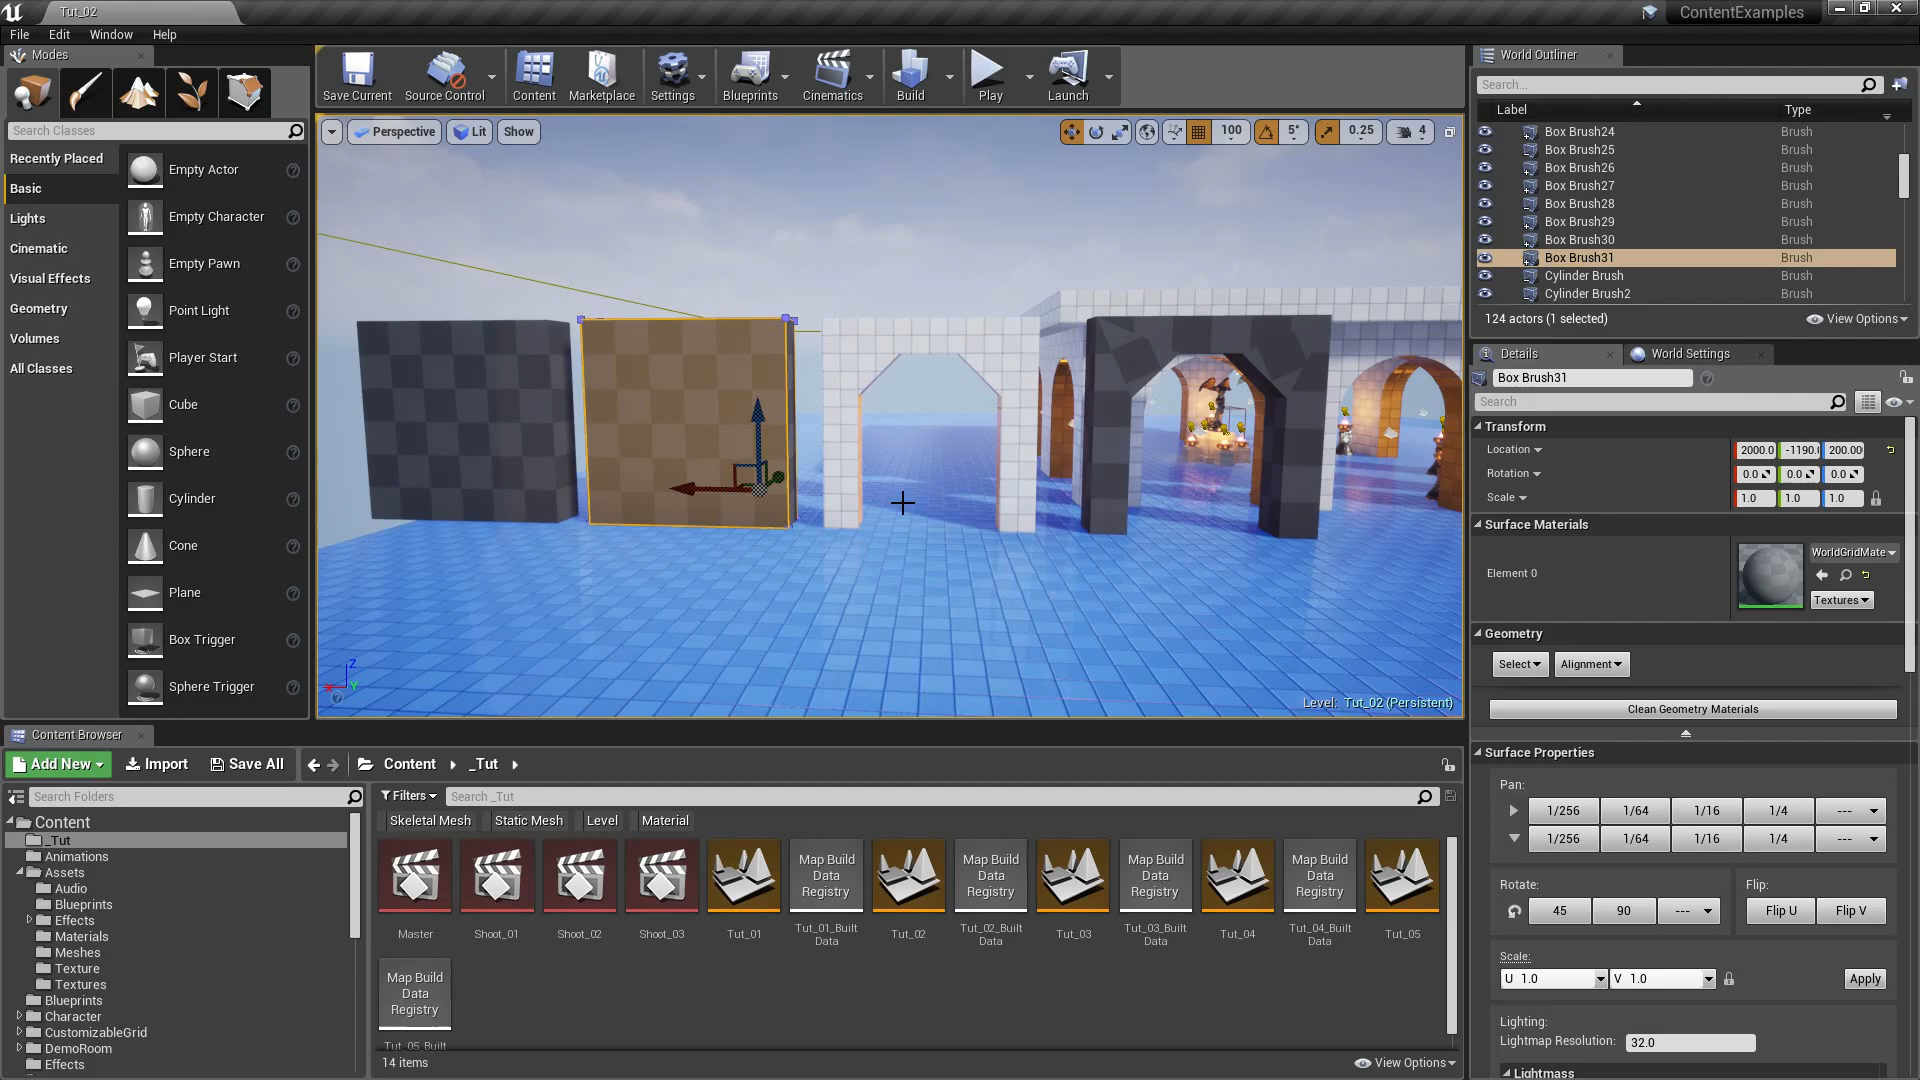 Tut_02
ContentExamples
File Edit Window Help
Modes
Search Classes
Recently Placed
Basic
Lights
Cinematic
Visual Effects
Geometry
Volumes
All Classes
Empty Actor
Empty Character
Empty Pawn
Point Light
Player Start
Cube
Sphere
Cylinder
Cone
Plane
Box Trigger
Sphere Trigger
Save Current Source Control Content Marketplace Settings Blueprints Cinematics Build Play Launch
Perspective Lit Show 100 5° 0.25 4
Z
X Y
Level: Tut_02 (Persistent)
World Outliner
Search...
Label Type
Box Brush24 Brush
Box Brush25 Brush
Box Brush26 Brush
Box Brush27 Brush
Box Brush28 Brush
Box Brush29 Brush
Box Brush30 Brush
Box Brush31 Brush
Cylinder Brush Brush
Cylinder Brush2 Brush
124 actors (1 selected) View Options
Details World Settings
Box Brush31
Search
Transform
Location 2000.0 -1190. 200.00
Rotation 0.0 0.0 0.0
Scale 1.0 1.0 1.0
Surface Materials
Element 0 WorldGridMate
Textures
Geometry
Select Alignment
Clean Geometry Materials
Surface Properties
Pan:
1/256 1/64 1/16 1/4 ---
1/256 1/64 1/16 1/4 ---
Rotate: Flip:
45 90 --- Flip U Flip V
Scale:
U 1.0 V 1.0 Apply
Lighting:
Lightmap Resolution: 32.0
Lightmass
Content Browser
Add New Import Save All Content _Tut
Search Folders
Content
_Tut
Animations
Assets
Audio
Blueprints
Effects
Materials
Meshes
Texture
Textures
Blueprints
Character
CustomizableGrid
DemoRoom
Effects
Filters Search _Tut
Skeletal Mesh Static Mesh Level Material
Master
Shoot_01
Shoot_02
Shoot_03
Tut_01
Map Build
Data
Registry
Tut_01_Built
Data
Tut_02
Map Build
Data
Registry
Tut_02_Built
Data
Tut_03
Map Build
Data
Registry
Tut_03_Built
Data
Tut_04
Map Build
Data
Registry
Tut_04_Built
Data
Tut_05
Map Build
Data
Registry
Tut_05_Built
14 items View Options